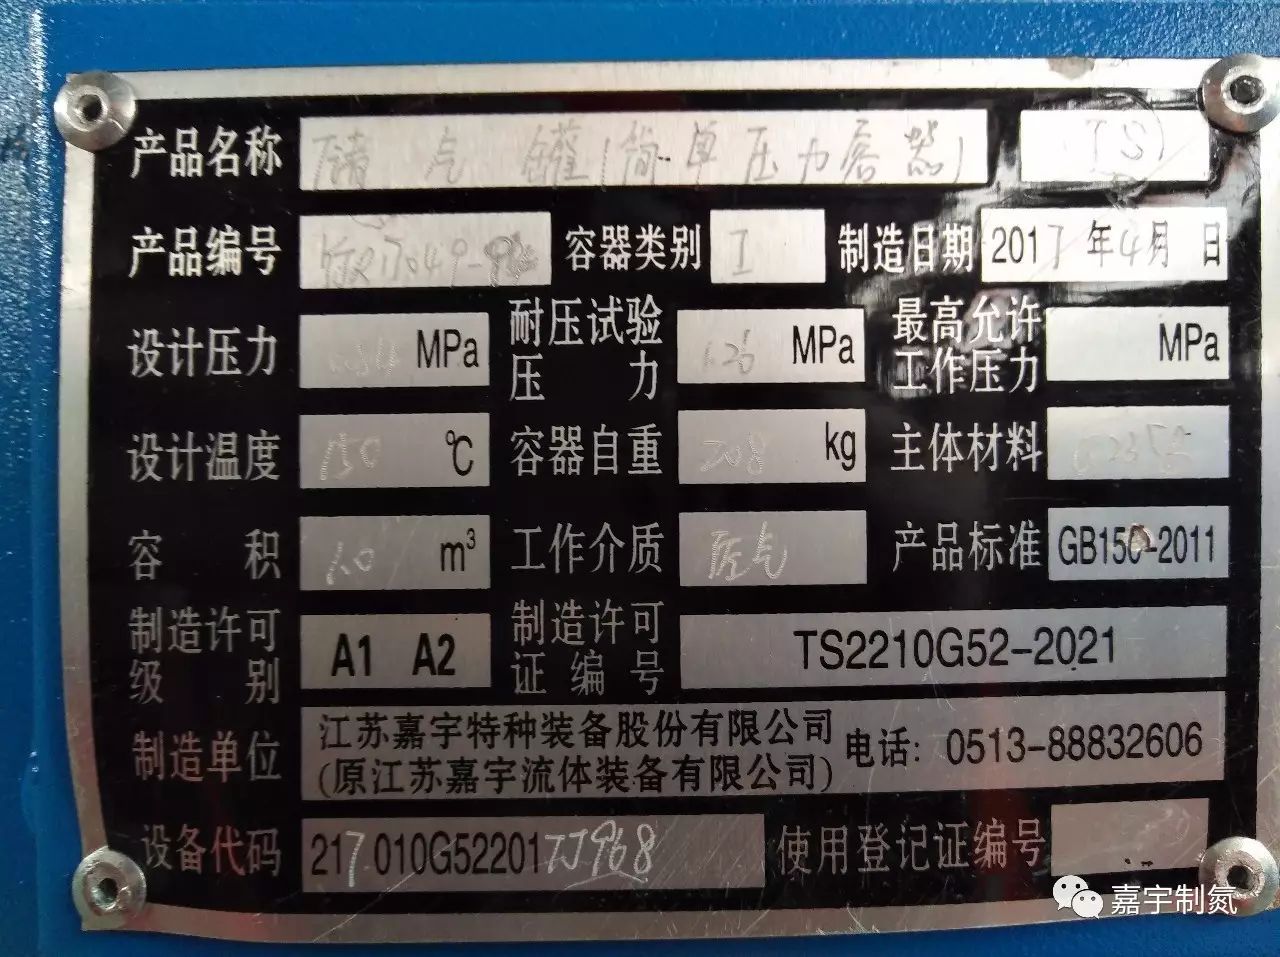 产品名称 储气罐(简单压力容器) TS
产品编号 容器类别 I 制造日期 2017年4月 日
设计压力 MPa 耐压试验压力 1.26 MPa 最高允许工作压力 MPa
设计温度 150 ℃ 容器自重 208 kg 主体材料
容积 1.0 m³ 工作介质 产品标准 GB150-2011
制造许可级别 A1 A2 制造许可证编号 TS2210G52-2021
制造单位 江苏嘉宇特种装备股份有限公司
(原江苏嘉宇流体装备有限公司) 电话: 0513-88832606
设备代码 217010G52201TJ968 使用登记证编号
嘉宇制氮